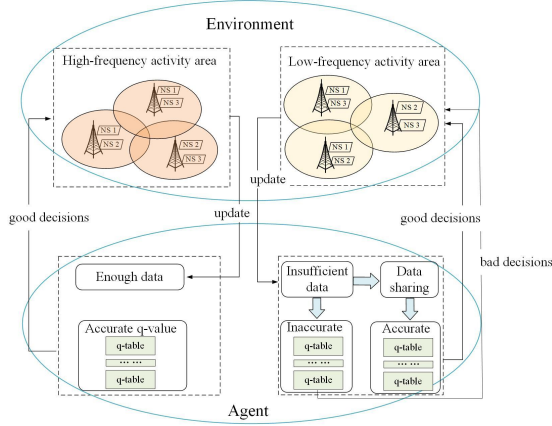 Environment
High-frequency activity area
NS 1
NS 3
NS 1
NS 2
NS 2
NS 3
Low-frequency activity area
NS 1
NS 3
NS 2
NS 3
NS 1
NS 2
good decisions
update
update
good decisions
bad decisions
Enough data
Accurate q-value
q-table
... ...
q-table
Insufficient
data
Data
sharing
Inaccurate
q-table
... ...
q-table
Accurate
q-table
... ...
q-table
Agent